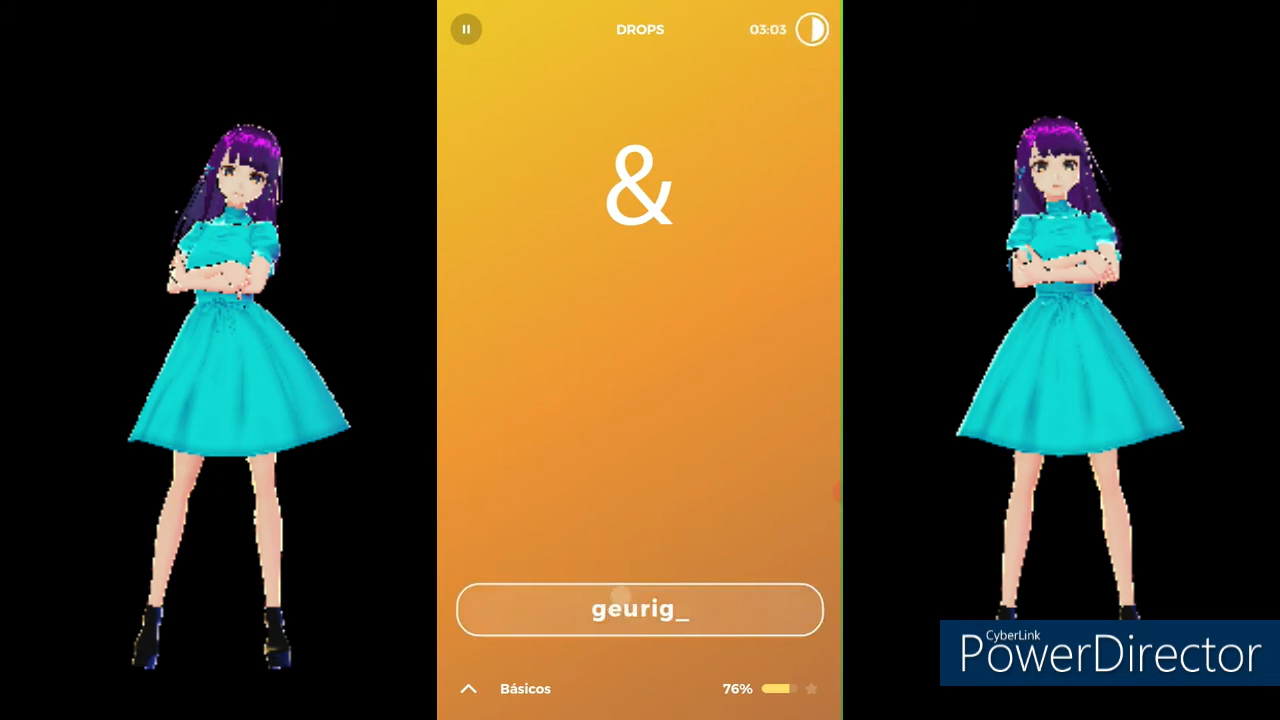 DROPS
03:03
&
geurig_
Básicos
76%
CyberLink
PowerDirector